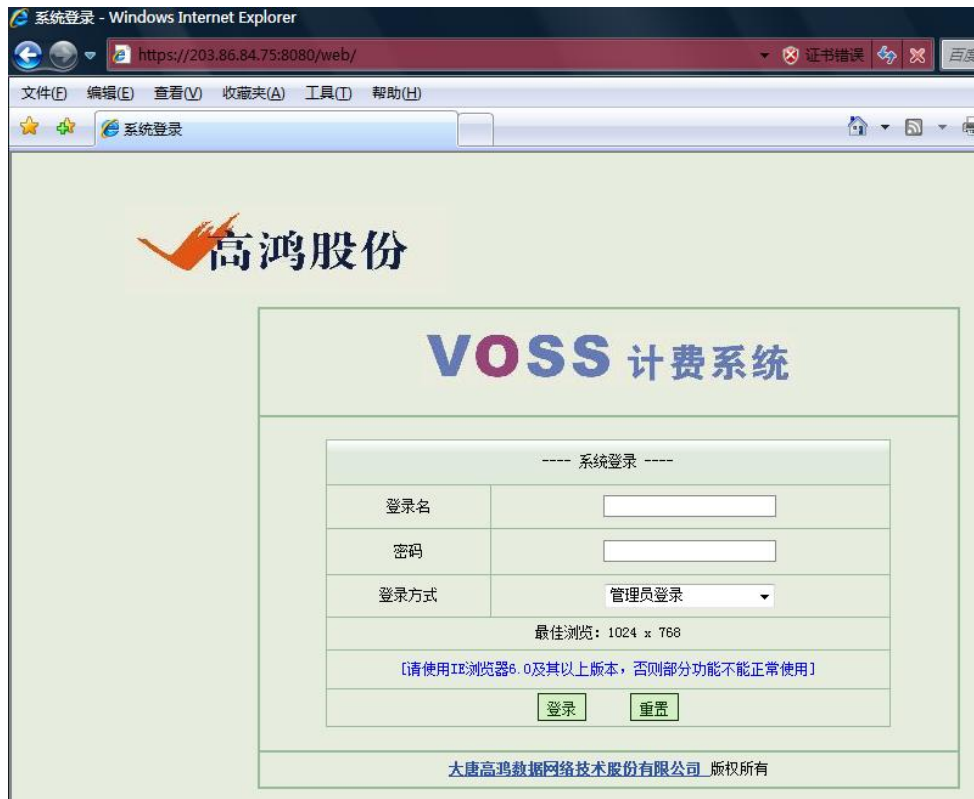 系统登录 - Windows Internet Explorer
https://203.86.84.75:8080/web/ 证书错误 百度
文件(F) 编辑(E) 查看(V) 收藏夹(A) 工具(T) 帮助(H)
系统登录
高鸿股份
VOSS 计费系统
---- 系统登录 ----
登录名
密码
登录方式 管理员登录
最佳浏览：1024 x 768
[请使用IE浏览器6.0及其以上版本，否则部分功能不能正常使用]
登录 重置
大唐高鸿数据网络技术股份有限公司 版权所有